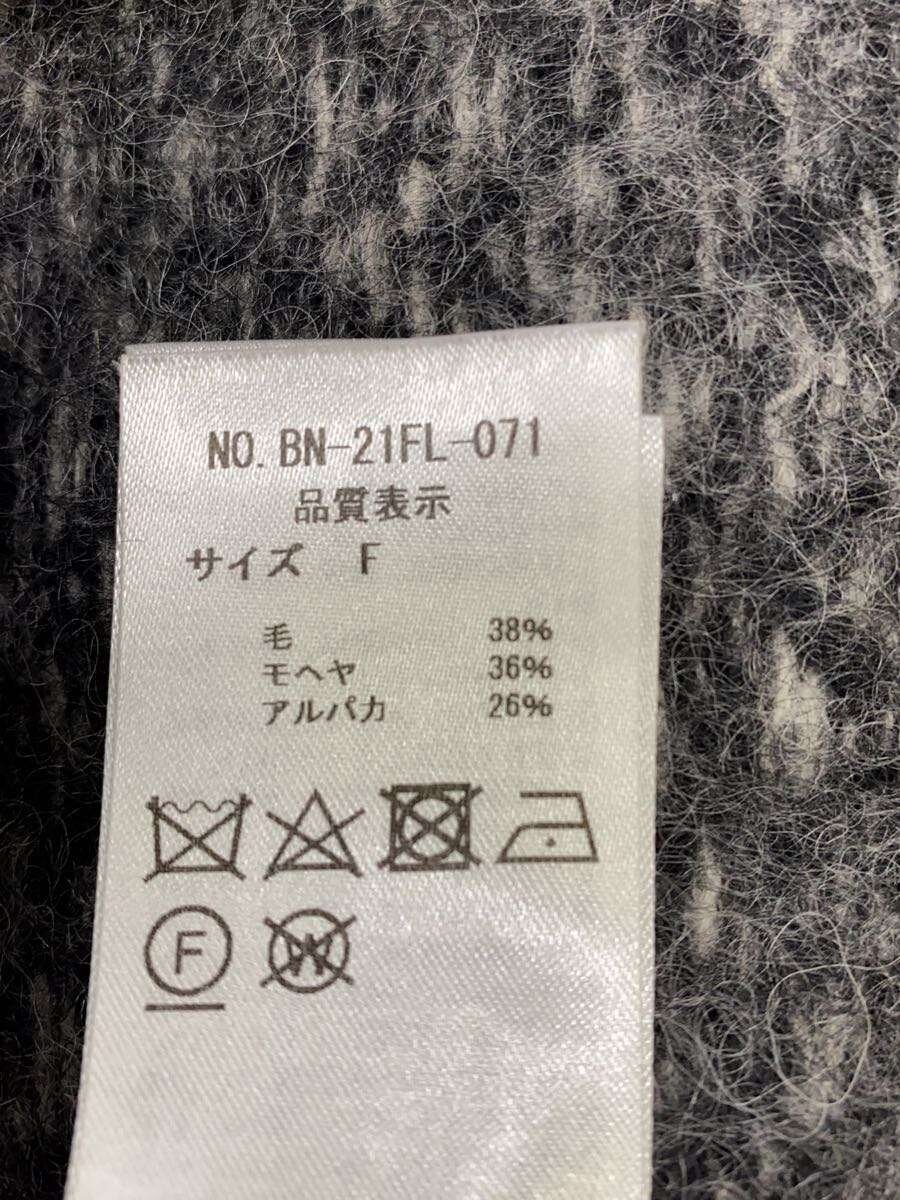 NO. BN-21FL-071
品質表示
サイズ F
毛 38%
モヘヤ 36%
アルパカ 26%
F W